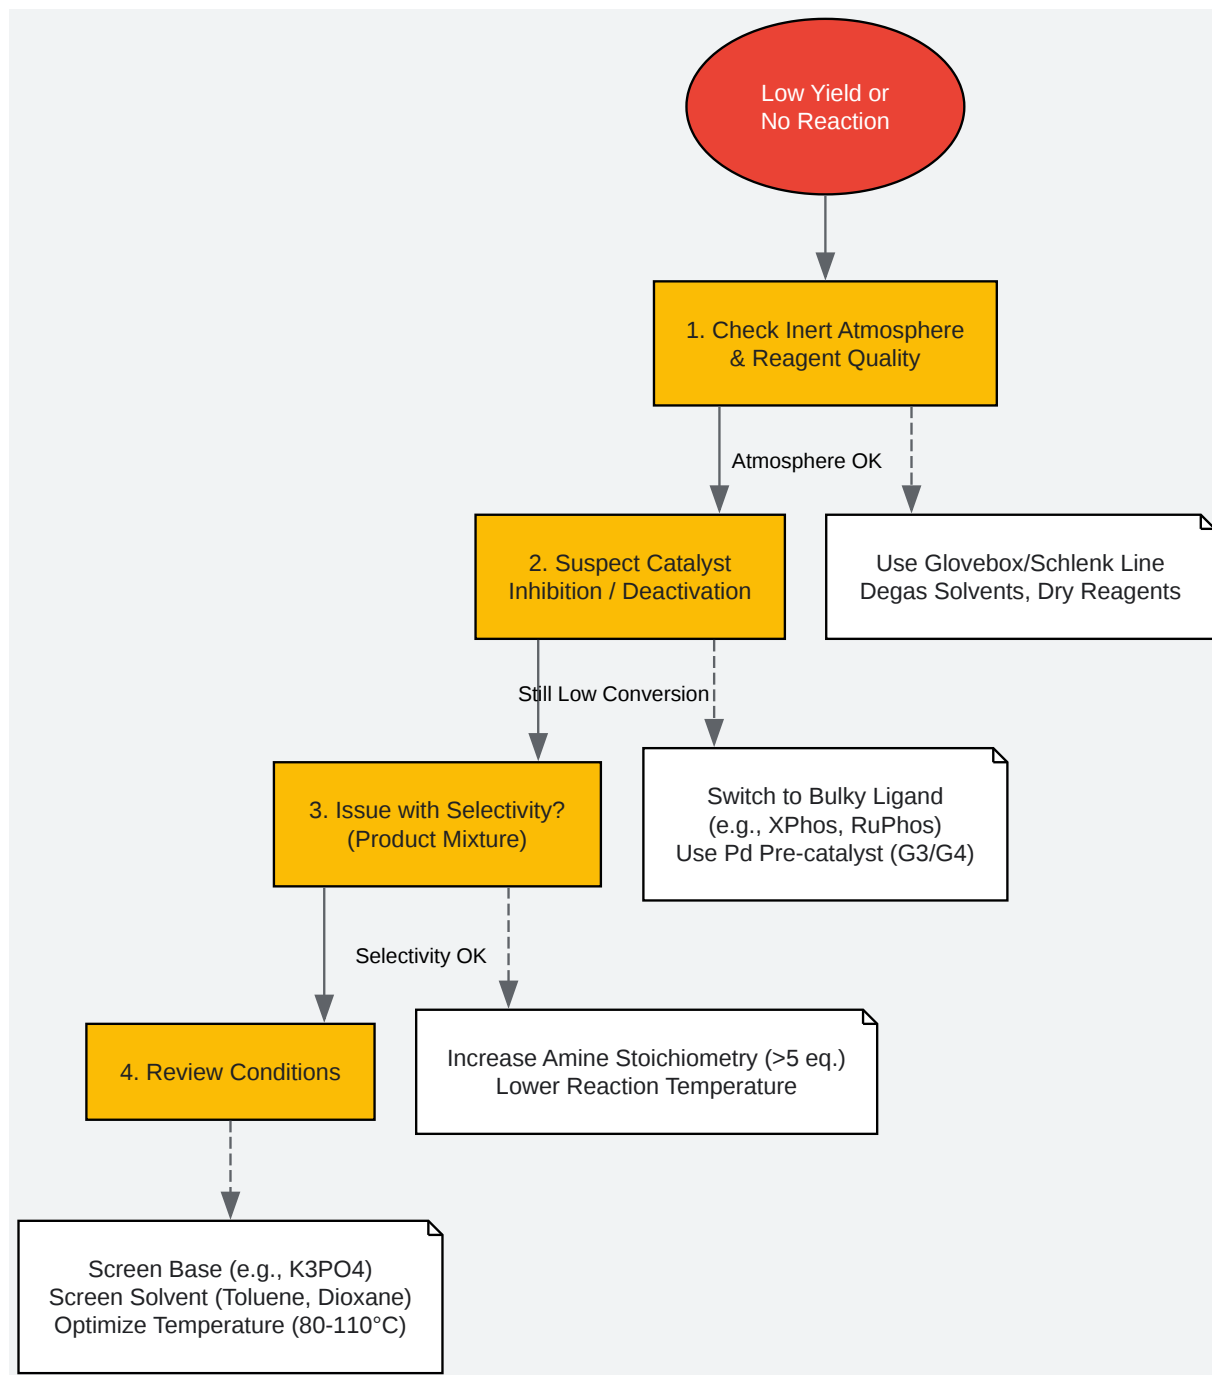 Low Yield or
No Reaction
1. Check Inert Atmosphere
& Reagent Quality
Atmosphere OK
2. Suspect Catalyst
Inhibition / Deactivation
Use Glovebox/Schlenk Line
Degas Solvents, Dry Reagents
Still Low Conversion
3. Issue with Selectivity?
(Product Mixture)
Switch to Bulky Ligand
(e.g., XPhos, RuPhos)
Use Pd Pre-catalyst (G3/G4)
Selectivity OK
4. Review Conditions
Increase Amine Stoichiometry (>5 eq.)
Lower Reaction Temperature
Screen Base (e.g., K3PO4)
Screen Solvent (Toluene, Dioxane)
Optimize Temperature (80-110°C)